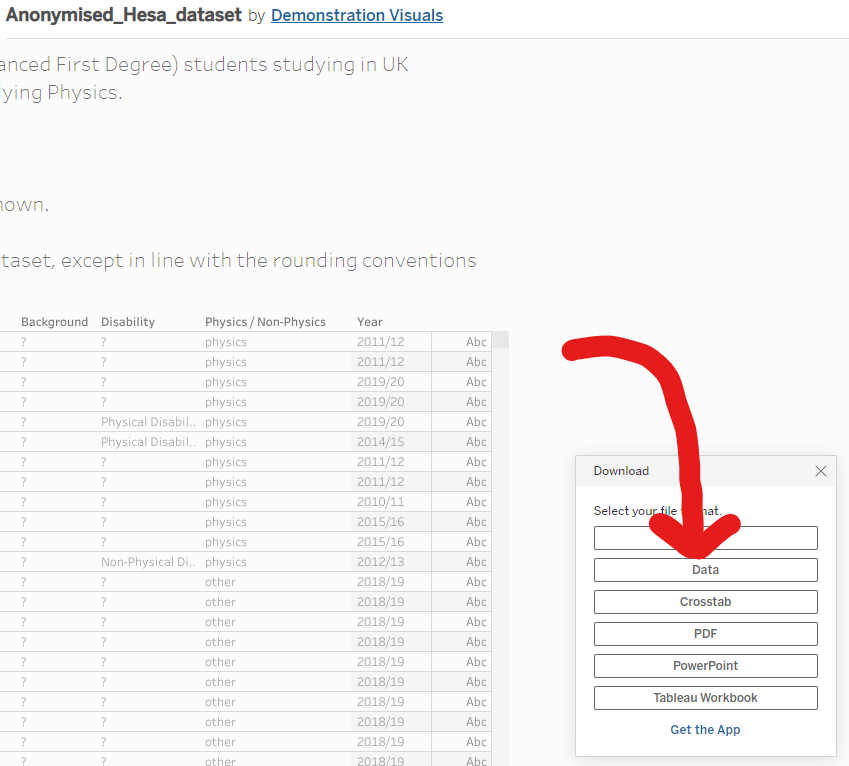 Anonymised_Hesa_dataset by Demonstration Visuals
anced First Degree) students studying in UK
ying Physics.
nown.
taset, except in line with the rounding conventions
Background Disability Physics / Non-Physics Year
? ? physics 2011/12 Abc
? ? physics 2011/12 Abc
? ? physics 2019/20 Abc
? ? physics 2019/20 Abc
? Physical Disabil.. physics 2019/20 Abc
? Physical Disabil.. physics 2014/15 Abc
? ? physics 2011/12 Abc
? ? physics 2011/12 Abc
? ? physics 2010/11 Abc
? ? physics 2015/16 Abc
? ? physics 2015/16 Abc
? Non-Physical Di.. physics 2012/13 Abc
? ? other 2018/19 Abc
? ? other 2018/19 Abc
? ? other 2018/19 Abc
? ? other 2018/19 Abc
? ? other 2018/19 Abc
? ? other 2018/19 Abc
? ? other 2018/19 Abc
? ? other 2018/19 Abc
? ? other 2018/19 Abc
? ? other 2018/19 Abc
Download
Select your file format.
Data
Crosstab
PDF
PowerPoint
Tableau Workbook
Get the App